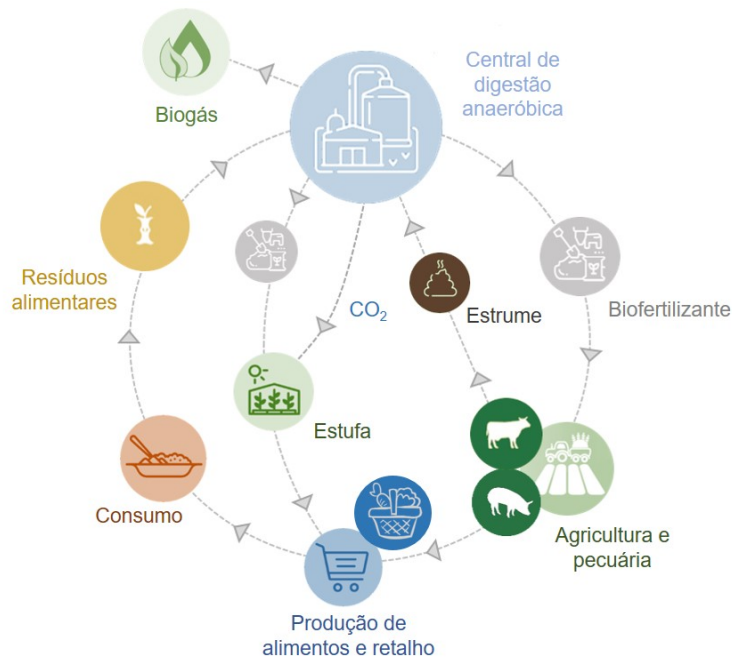 Central de
digestão
anaeróbica
Biogás
Resíduos
alimentares
CO₂
Estrume
Biofertilizante
Estufa
Consumo
Agricultura e
pecuária
Produção de
alimentos e retalho